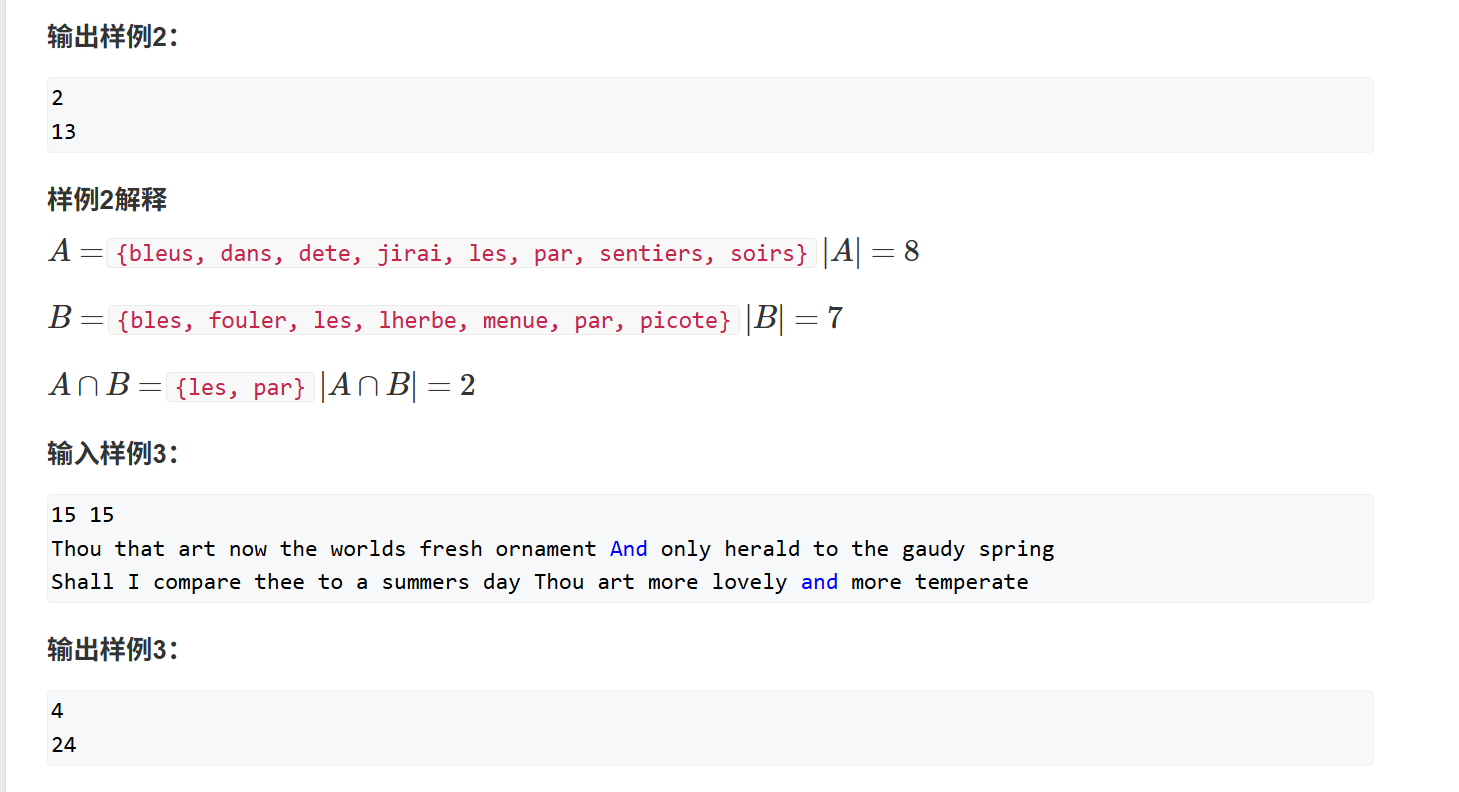 输出样例2：
2
13
样例2解释
A = {bleus, dans, dete, jirai, les, par, sentiers, soirs} |A| = 8
B = {bles, fouler, les, lherbe, menue, par, picote} |B| = 7
A ∩ B = {les, par} |A ∩ B| = 2
输入样例3：
15 15
Thou that art now the worlds fresh ornament And only herald to the gaudy spring
Shall I compare thee to a summers day Thou art more lovely and more temperate
输出样例3：
4
24